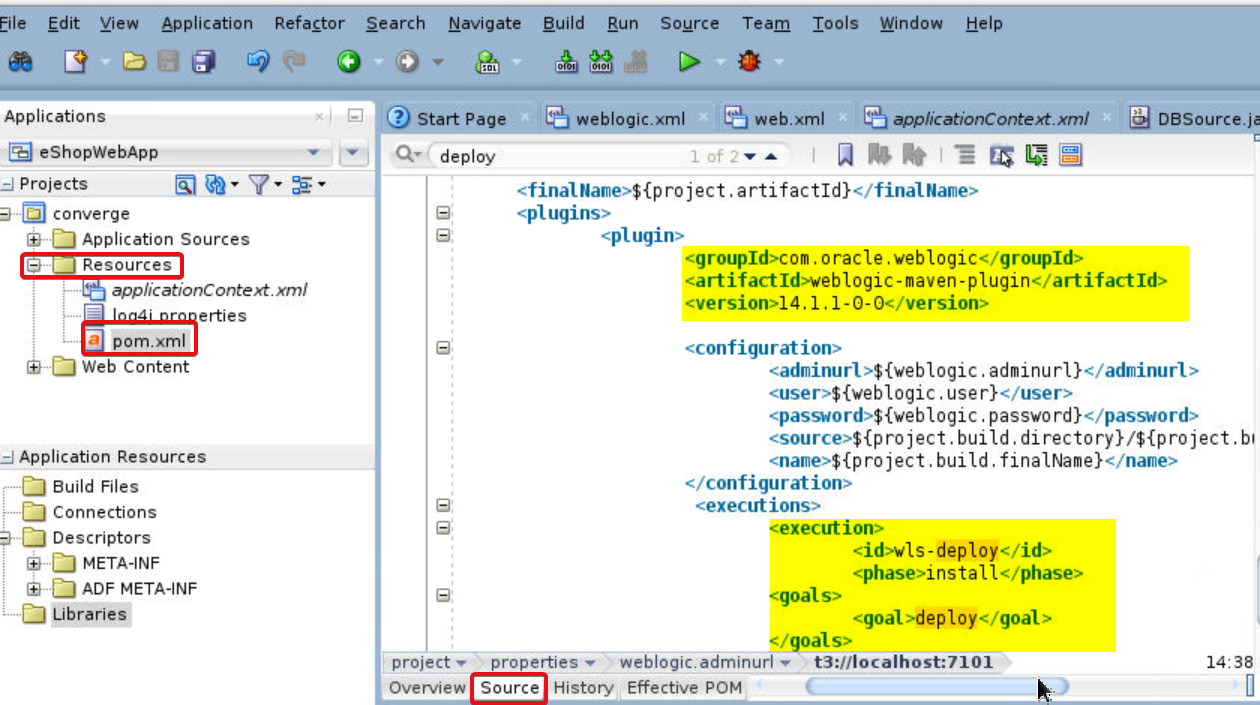 File Edit View Application Refactor Search Navigate Build Run Source Team Tools Window Help
Applications
eShopWebApp
Projects
converge
Application Sources
Resources
applicationContext.xml
log4j properties
pom.xml
Web Content
Application Resources
Build Files
Connections
Descriptors
META-INF
ADF META-INF
Libraries
Start Page weblogic.xml web.xml applicationContext.xml DBSource.ja
deploy 1 of 2
<finalName>${project.artifactId}</finalName>
<plugins>
<plugin>
<groupId>com.oracle.weblogic</groupId>
<artifactId>weblogic-maven-plugin</artifactId>
<version>14.1.1-0-0</version>
<configuration>
<adminurl>${weblogic.adminurl}</adminurl>
<user>${weblogic.user}</user>
<password>${weblogic.password}</password>
<source>${project.build.directory}/${project.bu
<name>${project.build.finalName}</name>
</configuration>
<executions>
<execution>
<id>wls-deploy</id>
<phase>install</phase>
<goals>
<goal>deploy</goal>
</goals>
project properties weblogic.adminurl t3://localhost:7101 14:38
Overview Source History Effective POM